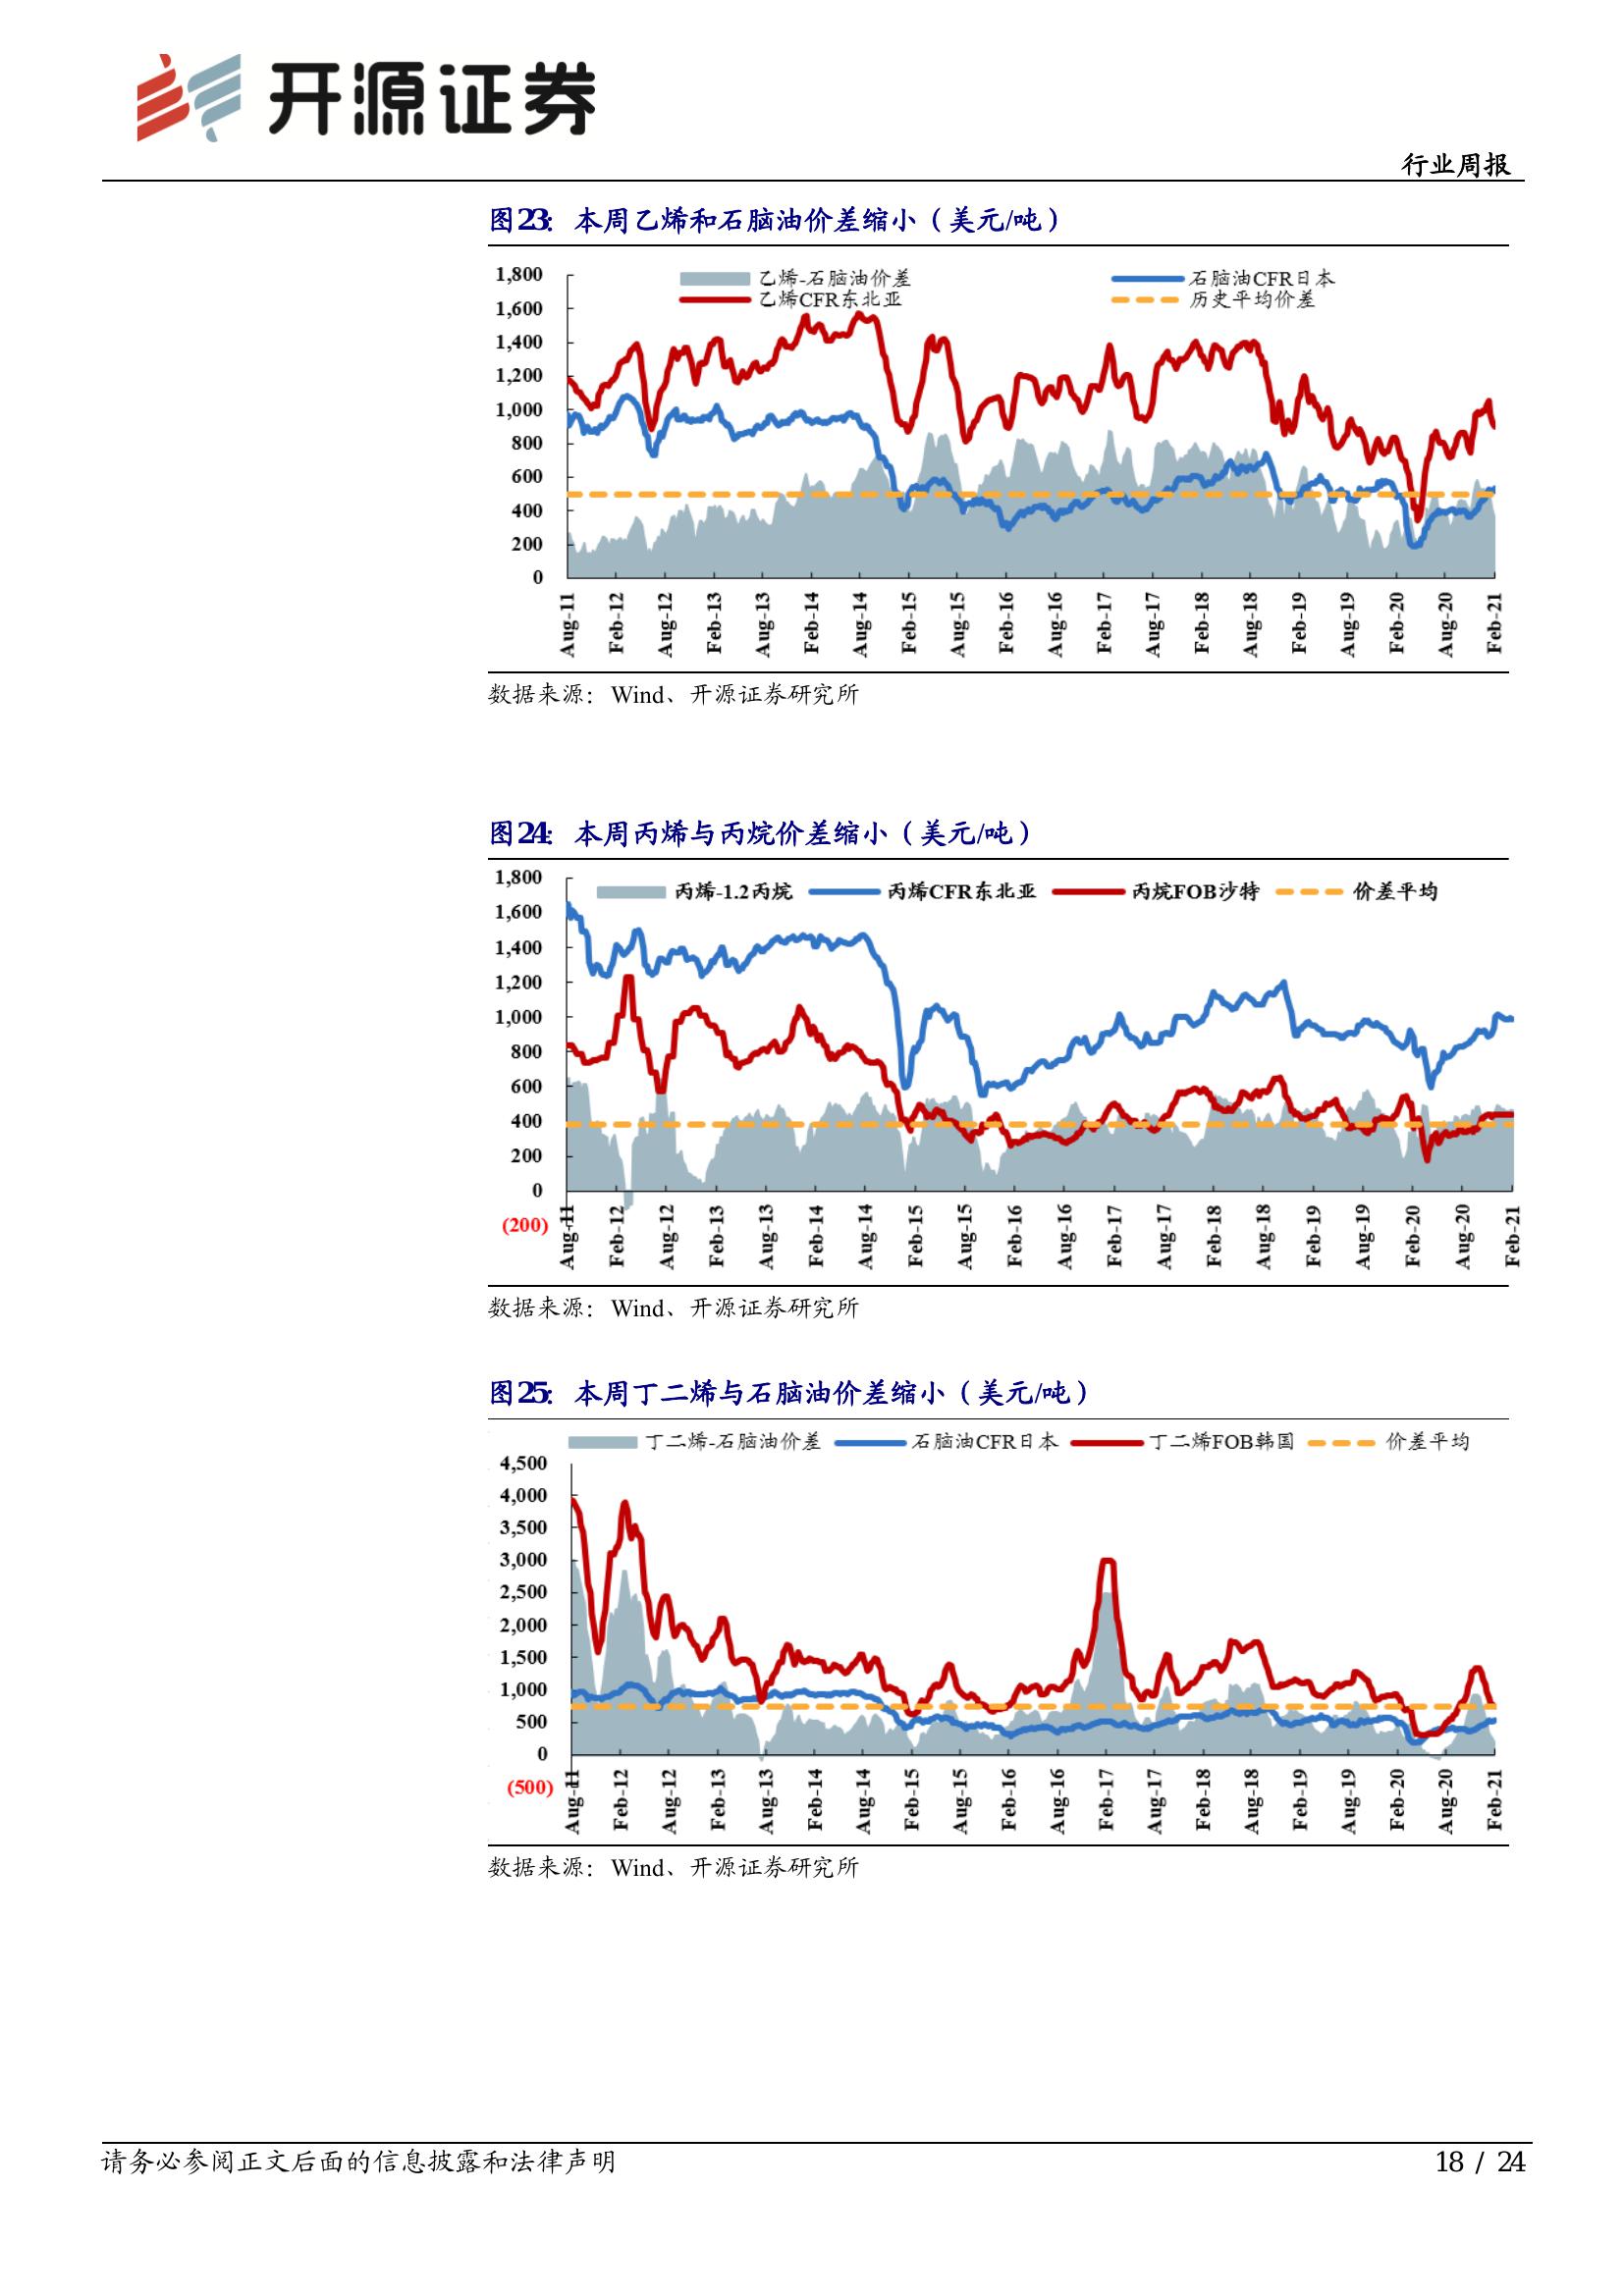 开源证券
行业周报
图23：本周乙烯和石脑油价差缩小（美元/吨）
乙烯-石脑油价差
石脑油CFR日本
乙烯CFR东北亚
历史平均价差
1,800
1,600
1,400
1,200
1,000
800
600
400
200
0
Aug-11
Feb-12
Aug-12
Feb-13
Aug-13
Feb-14
Aug-14
Feb-15
Aug-15
Feb-16
Aug-16
Feb-17
Aug-17
Feb-18
Aug-18
Feb-19
Aug-19
Feb-20
Aug-20
Feb-21
数据来源：Wind、开源证券研究所
图24：本周丙烯与丙烷价差缩小（美元/吨）
丙烯-1.2丙烷
丙烯CFR东北亚
丙烷FOB沙特
价差平均
1,800
1,600
1,400
1,200
1,000
800
600
400
200
0
(200)
Aug-11
Feb-12
Aug-12
Feb-13
Aug-13
Feb-14
Aug-14
Feb-15
Aug-15
Feb-16
Aug-16
Feb-17
Aug-17
Feb-18
Aug-18
Feb-19
Aug-19
Feb-20
Aug-20
Feb-21
数据来源：Wind、开源证券研究所
图25：本周丁二烯与石脑油价差缩小（美元/吨）
丁二烯-石脑油价差
石脑油CFR日本
丁二烯FOB韩国
价差平均
4,500
4,000
3,500
3,000
2,500
2,000
1,500
1,000
500
0
(500)
Aug-11
Feb-12
Aug-12
Feb-13
Aug-13
Feb-14
Aug-14
Feb-15
Aug-15
Feb-16
Aug-16
Feb-17
Aug-17
Feb-18
Aug-18
Feb-19
Aug-19
Feb-20
Aug-20
Feb-21
数据来源：Wind、开源证券研究所
请务必参阅正文后面的信息披露和法律声明
18 / 24